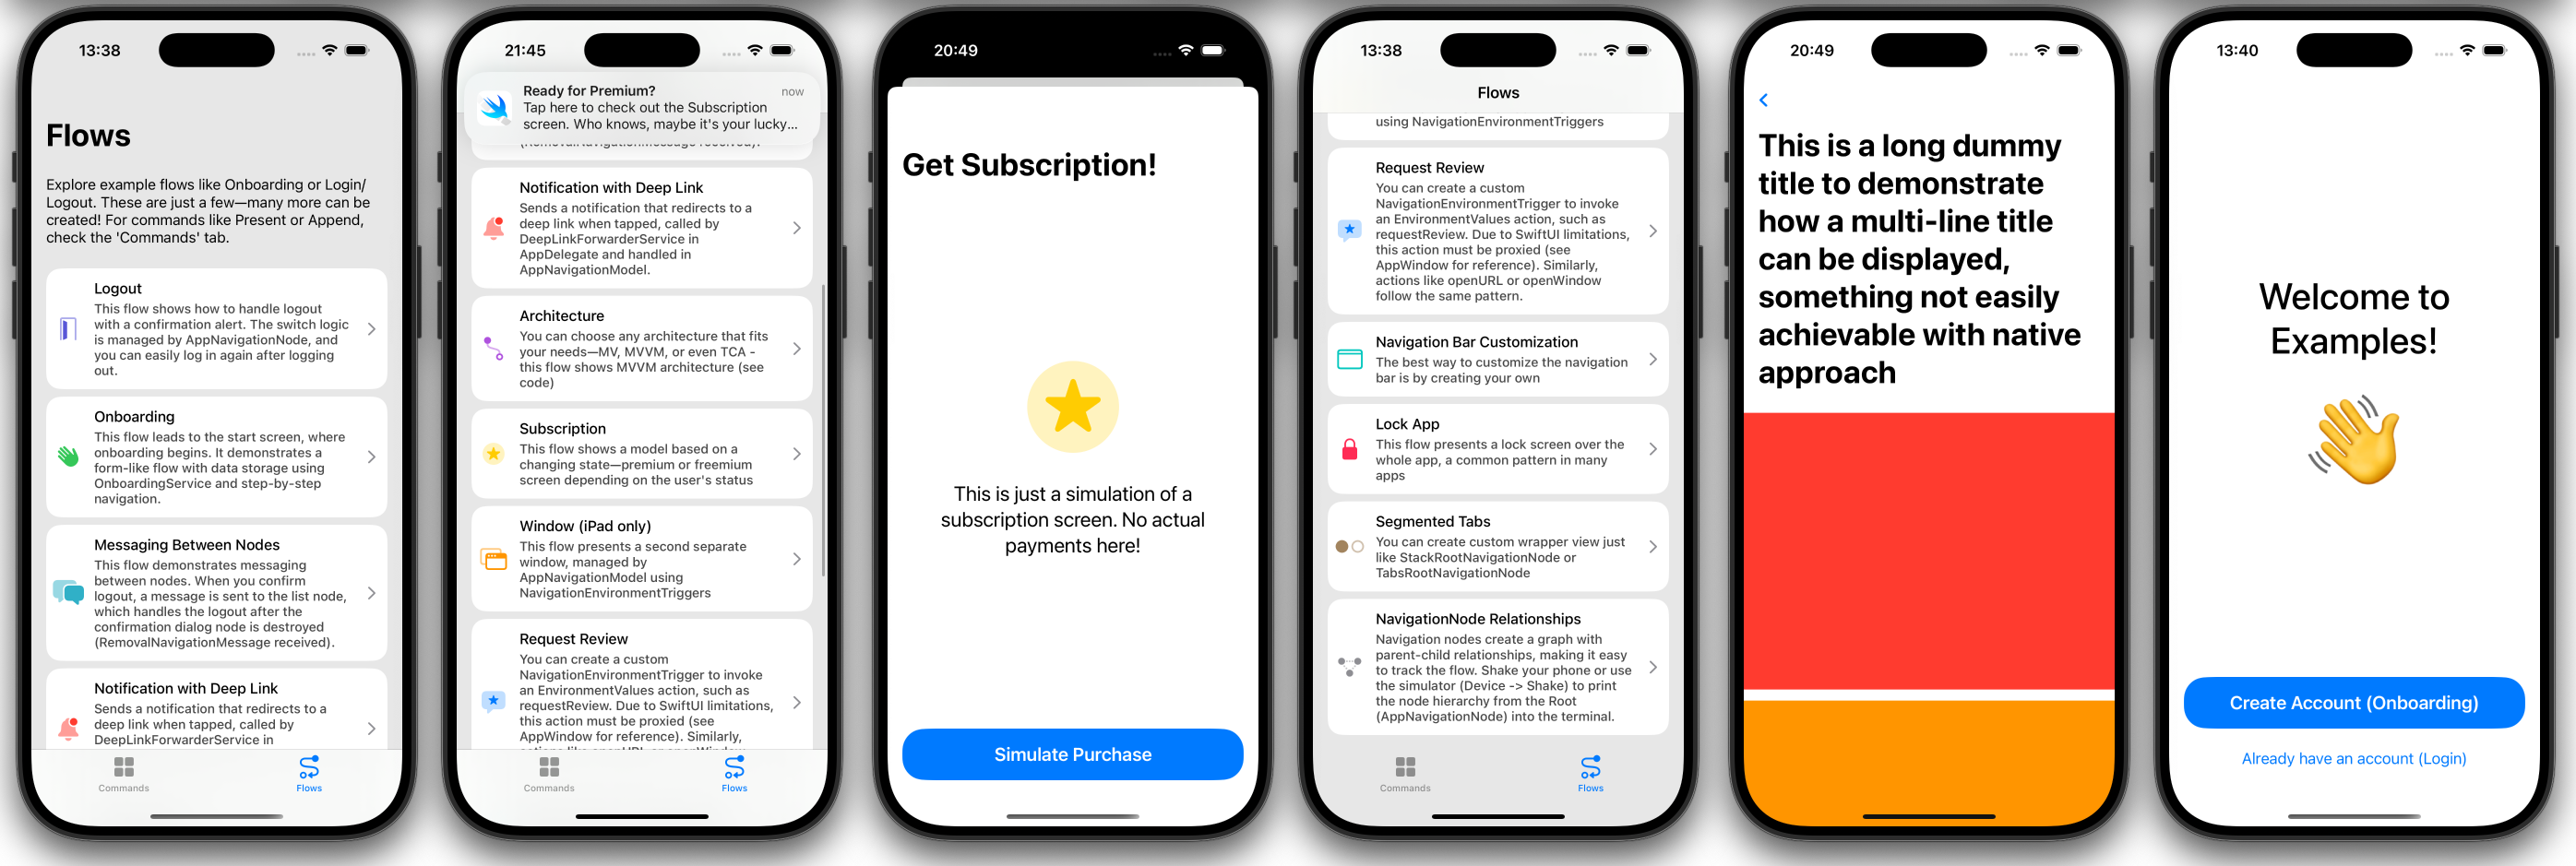 13:38
Flows
Explore example flows like Onboarding or Login/
Logout. These are just a few—many more can be
created! For commands like Present or Append,
check the 'Commands' tab.
Logout
This flow shows how to handle logout
with a confirmation alert. The switch logic
is managed by AppNavigationNode, and
you can easily log in again after logging
out.
Onboarding
This flow leads to the start screen, where
onboarding begins. It demonstrates a
form-like flow with data storage using
OnboardingService and step-by-step
navigation.
Messaging Between Nodes
This flow demonstrates messaging
between nodes. When you confirm
logout, a message is sent to the list node,
which handles the logout after the
confirmation dialog node is destroyed
(RemovalNavigationMessage received).
Notification with Deep Link
Sends a notification that redirects to a
deep link when tapped, called by
DeepLinkForwarderService in
Commands
Flows
21:45
Ready for Premium?
now
Tap here to check out the Subscription
screen. Who knows, maybe it's your lucky...
(RemovalNavigationMessage received).
Notification with Deep Link
Sends a notification that redirects to a
deep link when tapped, called by
DeepLinkForwarderService in
AppDelegate and handled in
AppNavigationModel.
Architecture
You can choose any architecture that fits
your needs—MV, MVVM, or even TCA -
this flow shows MVVM architecture (see
code)
Subscription
This flow shows a model based on a
changing state—premium or freemium
screen depending on the user's status
Window (iPad only)
This flow presents a second separate
window, managed by
AppNavigationModel using
NavigationEnvironmentTriggers
Request Review
You can create a custom
NavigationEnvironmentTrigger to invoke
an EnvironmentValues action, such as
requestReview. Due to SwiftUI limitations,
this action must be proxied (see
AppWindow for reference). Similarly,
actions like openURL or openWindow
Commands
Flows
20:49
Get Subscription!
This is just a simulation of a
subscription screen. No actual
payments here!
Simulate Purchase
13:38
Flows
using NavigationEnvironmentTriggers
Request Review
You can create a custom
NavigationEnvironmentTrigger to invoke
an EnvironmentValues action, such as
requestReview. Due to SwiftUI limitations,
this action must be proxied (see
AppWindow for reference). Similarly,
actions like openURL or openWindow
follow the same pattern.
Navigation Bar Customization
The best way to customize the navigation
bar is by creating your own
Lock App
This flow presents a lock screen over the
whole app, a common pattern in many
apps
Segmented Tabs
You can create custom wrapper view just
like StackRootNavigationNode or
TabsRootNavigationNode
NavigationNode Relationships
Navigation nodes create a graph with
parent-child relationships, making it easy
to track the flow. Shake your phone or use
the simulator (Device -> Shake) to print
the node hierarchy from the Root
(AppNavigationNode) into the terminal.
Commands
Flows
20:49
This is a long dummy
title to demonstrate
how a multi-line title
can be displayed,
something not easily
achievable with native
approach
13:40
Welcome to
Examples!
Create Account (Onboarding)
Already have an account (Login)